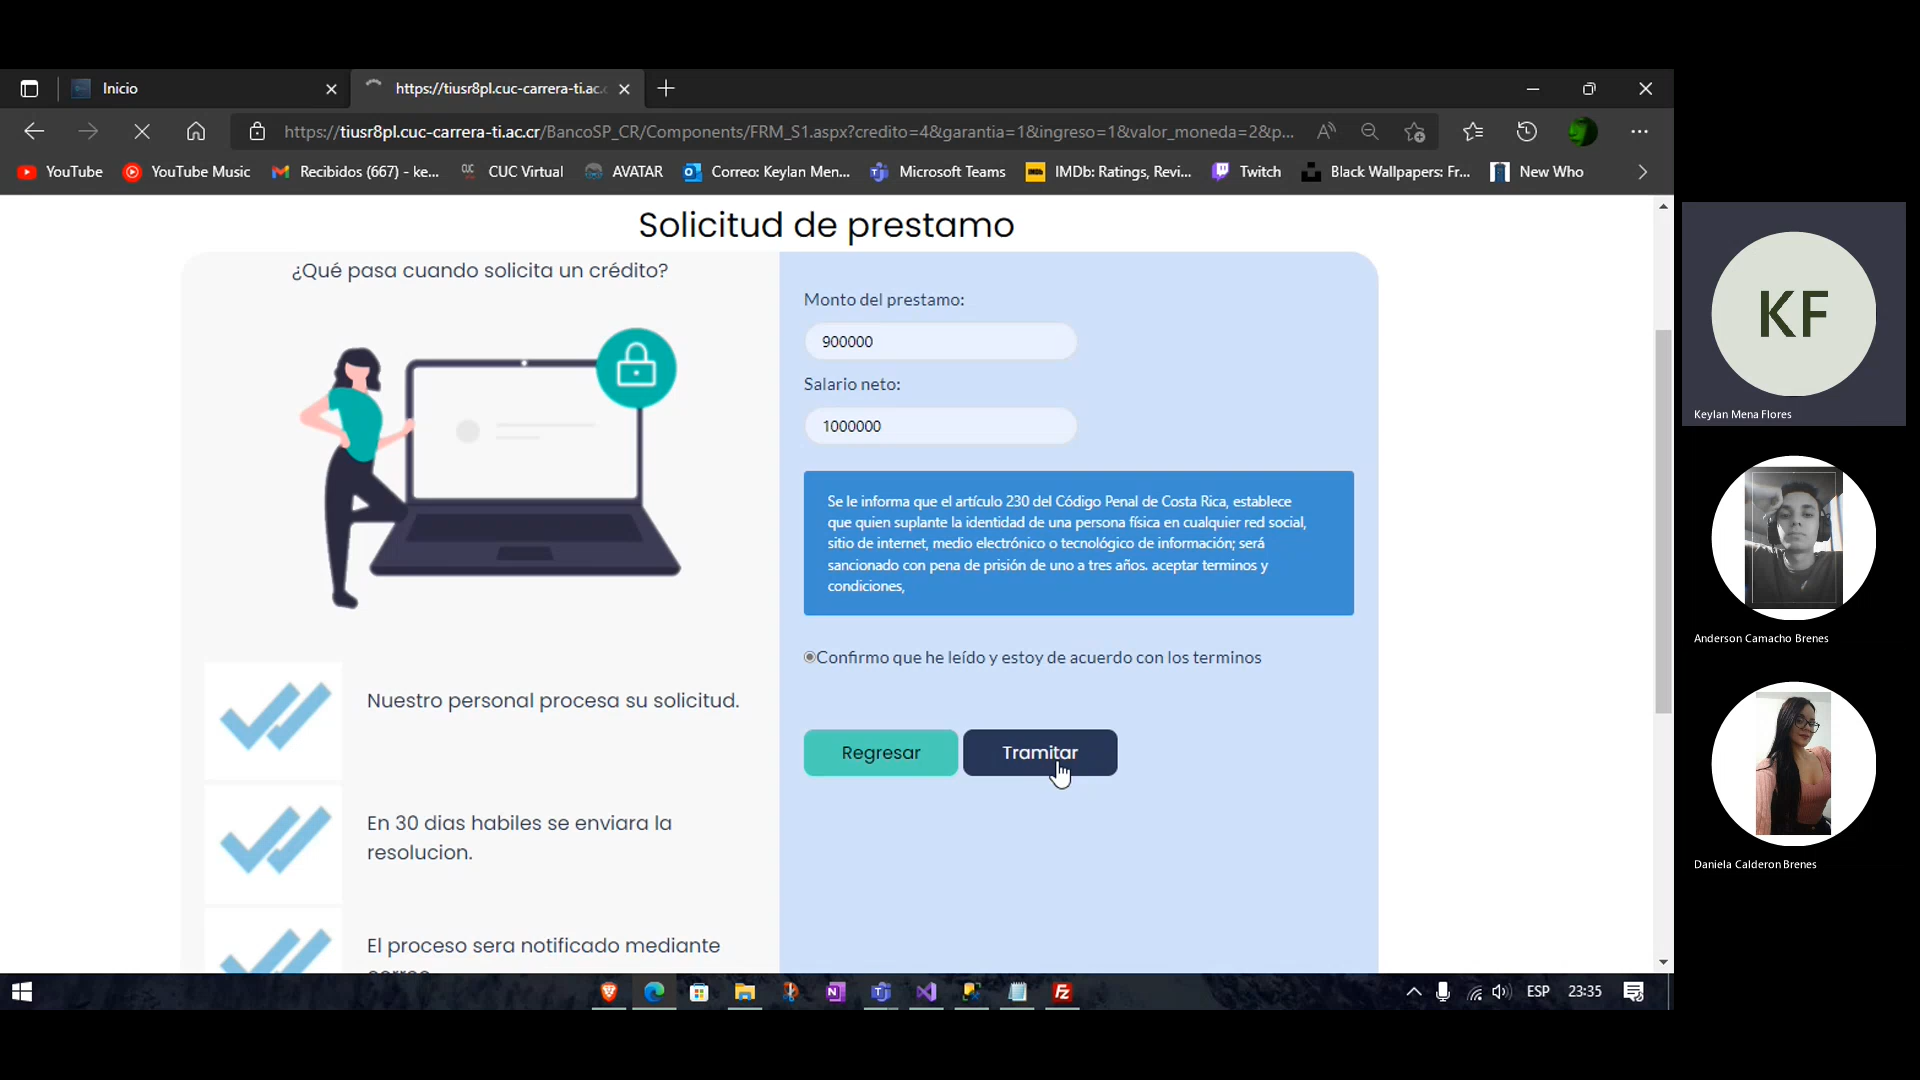 Inicio
https://tiusr8pl.cuc-carrera-ti.ac.c
https://tiusr8pl.cuc-carrera-ti.ac.cr/BancoSP_CR/Components/FRM_S1.aspx?credito=4&garantia=1&ingreso=1&valor_moneda=2&p...
YouTube
YouTube Music
Recibidos (667) - ke...
CUC Virtual
AVATAR
Correo: Keylan Men...
Microsoft Teams
IMDb: Ratings, Revi...
Twitch
Black Wallpapers: Fr...
New Who
Solicitud de prestamo
¿Qué pasa cuando solicita un crédito?
Nuestro personal procesa su solicitud.
En 30 dias habiles se enviara la
resolucion.
El proceso sera notificado mediante
correo.
Monto del prestamo:
900000
Salario neto:
1000000
Se le informa que el artículo 230 del Código Penal de Costa Rica, establece
que quien suplante la identidad de una persona física en cualquier red social,
sitio de internet, medio electrónico o tecnológico de información; será
sancionado con pena de prisión de uno a tres años. aceptar terminos y
condiciones,
Confirmo que he leído y estoy de acuerdo con los terminos
Regresar
Tramitar
KF
Keylan Mena Flores
Anderson Camacho Brenes
Daniela Calderon Brenes
ESP
23:35